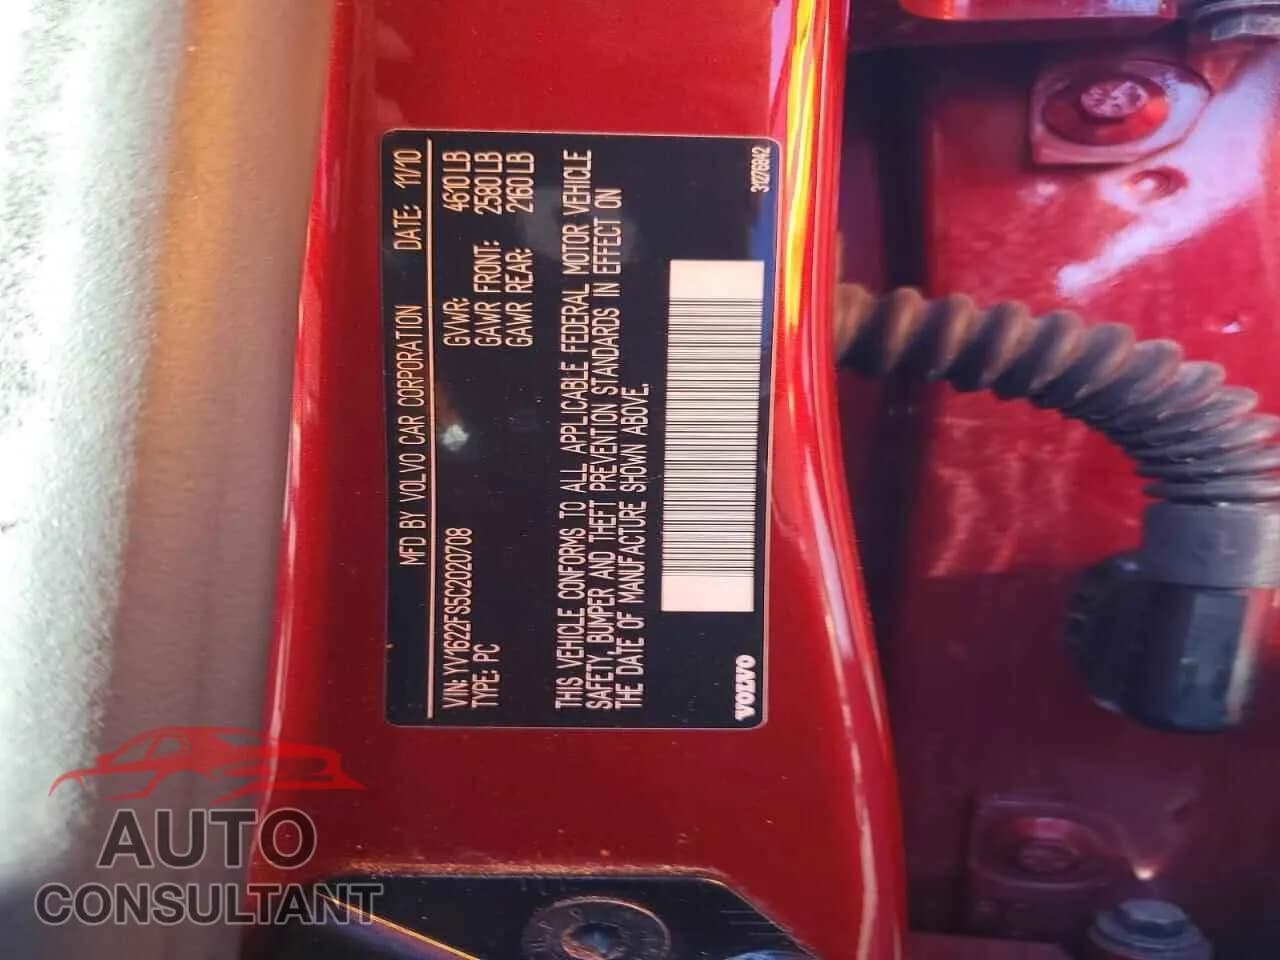 MFD BY VOLVO CAR CORPORATION DATE: 11/10
VIN: YV1622FS5C2020708 GVWR: 4610 LB
TYPE: PC GAWR FRONT: 2580 LB
GAWR REAR: 2160 LB
THIS VEHICLE CONFORMS TO ALL APPLICABLE FEDERAL MOTOR VEHICLE
SAFETY, BUMPER AND THEFT PREVENTION STANDARDS IN EFFECT ON
THE DATE OF MANUFACTURE SHOWN ABOVE.
VOLVO 31276842
AUTO
CONSULTANT